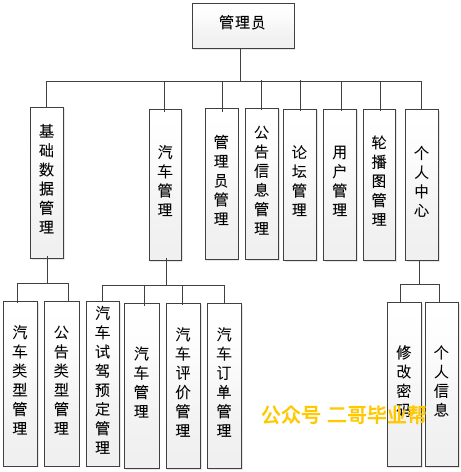 管理员
基础数据管理
汽车管理
管理员管理
公告信息管理
论坛管理
用户管理
轮播图管理
个人中心
汽车类型管理
公告类型管理
汽车试驾预定管理
汽车管理
汽车评价管理
汽车订单管理
修改密码
个人信息
公众号 二哥毕业帮